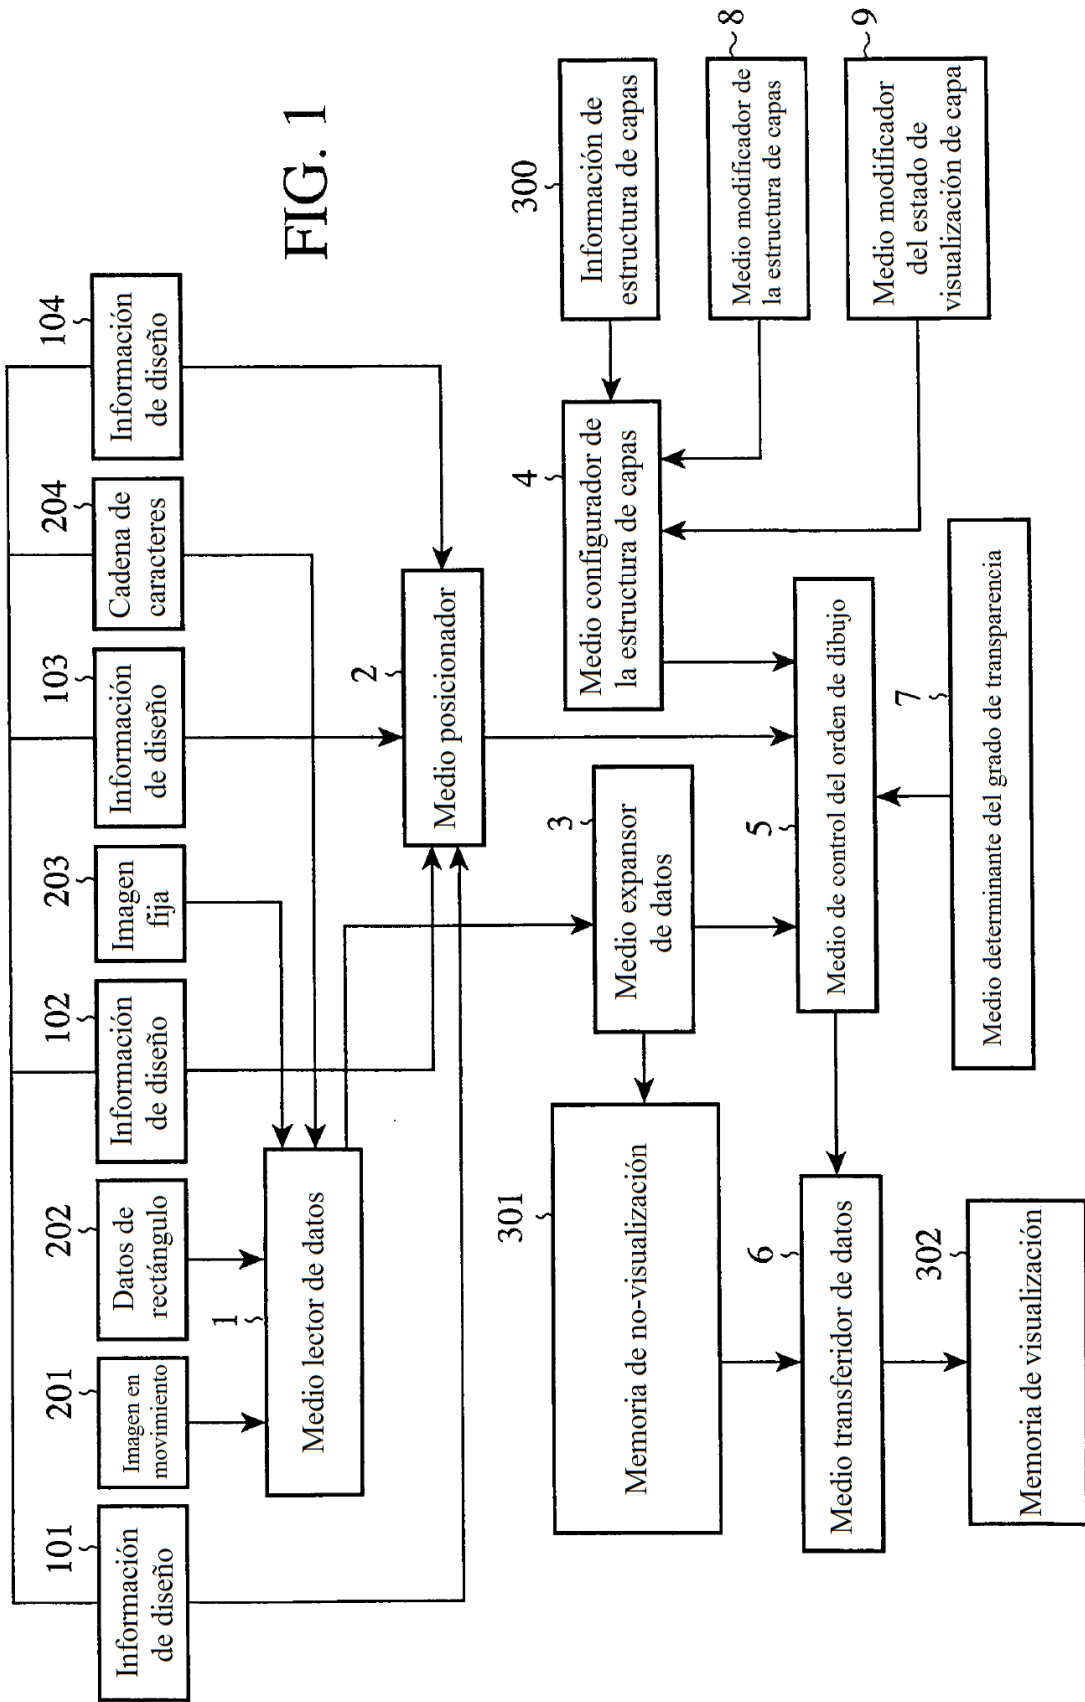 FIG. 1
101
Información
de diseño
201
Imagen en
movimiento
202
Datos de
rectángulo
102
Información
de diseño
203
Imagen
fija
103
Información
de diseño
204
Cadena de
caracteres
104
Información
de diseño
1
Medio lector de datos
2
Medio posicionador
301
Memoria de no-visualización
3
Medio expansor
de datos
4
Medio configurador de
la estructura de capas
300
Información de
estructura de capas
8
Medio modificador de
la estructura de capas
9
Medio modificador
del estado de
visualización de capa
6
Medio transferidor de datos
5
Medio de control del orden de dibujo
302
Memoria de visualización
7
Medio determinante del grado de transparencia